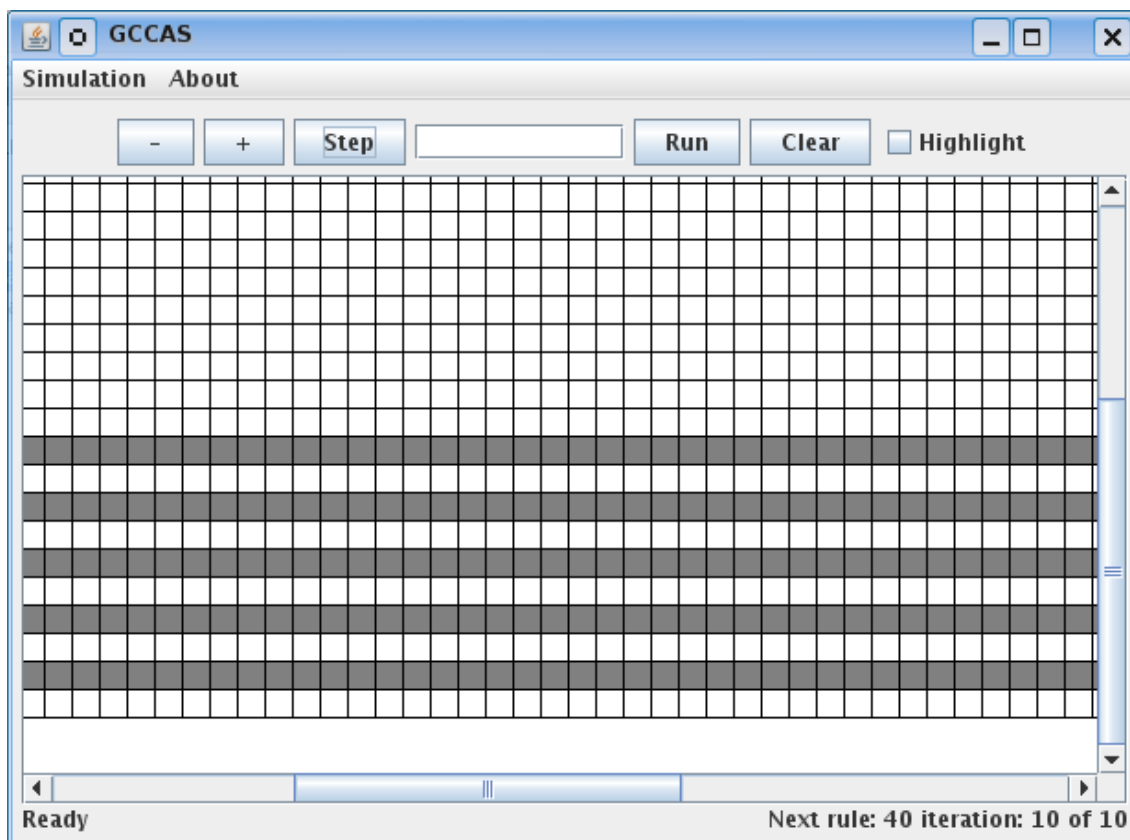 GCCAS
Simulation About
- + Step Run Clear Highlight
Ready Next rule: 40 iteration: 10 of 10